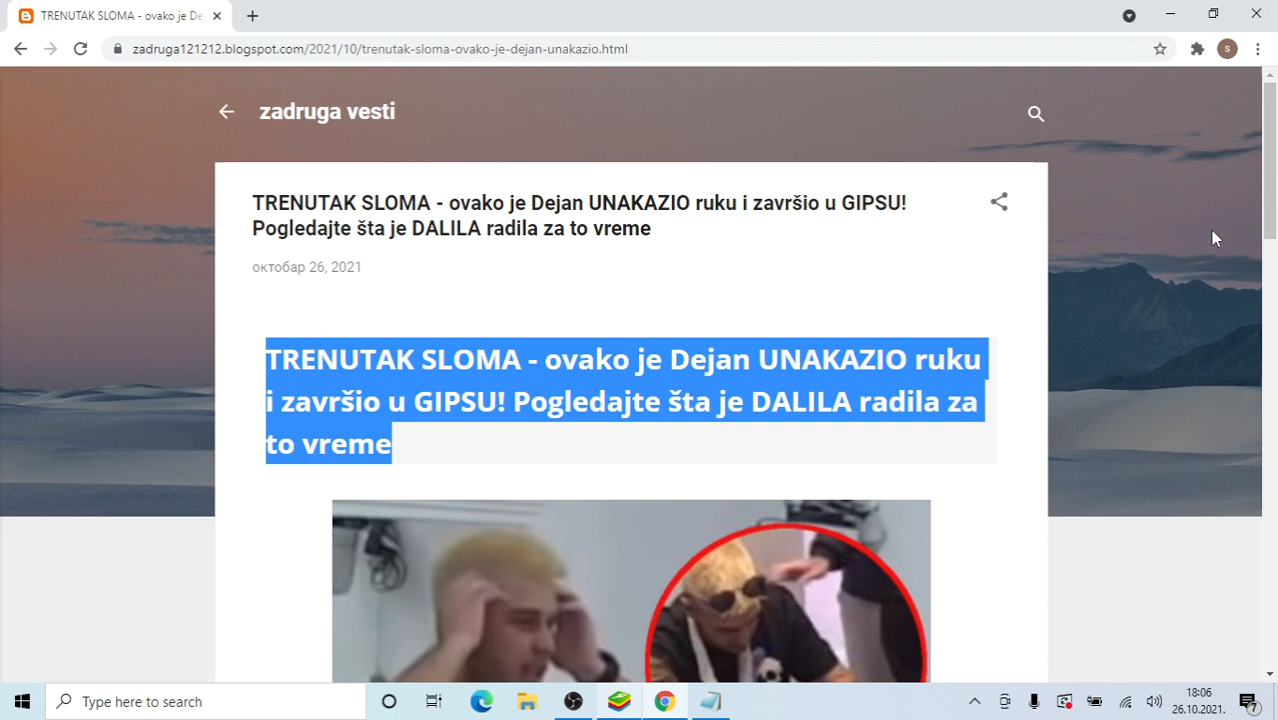 TRENUTAK SLOMA - ovako je De
zadruga121212.blogspot.com/2021/10/trenutak-sloma-ovako-je-dejan-unakazio.html
S
zadruga vesti
TRENUTAK SLOMA - ovako je Dejan UNAKAZIO ruku i završio u GIPSU!
Pogledajte šta je DALILA radila za to vreme
октобар 26, 2021
TRENUTAK SLOMA - ovako je Dejan UNAKAZIO ruku
i završio u GIPSU! Pogledajte šta je DALILA radila za
to vreme
Type here to search
18:06
26.10.2021.
7